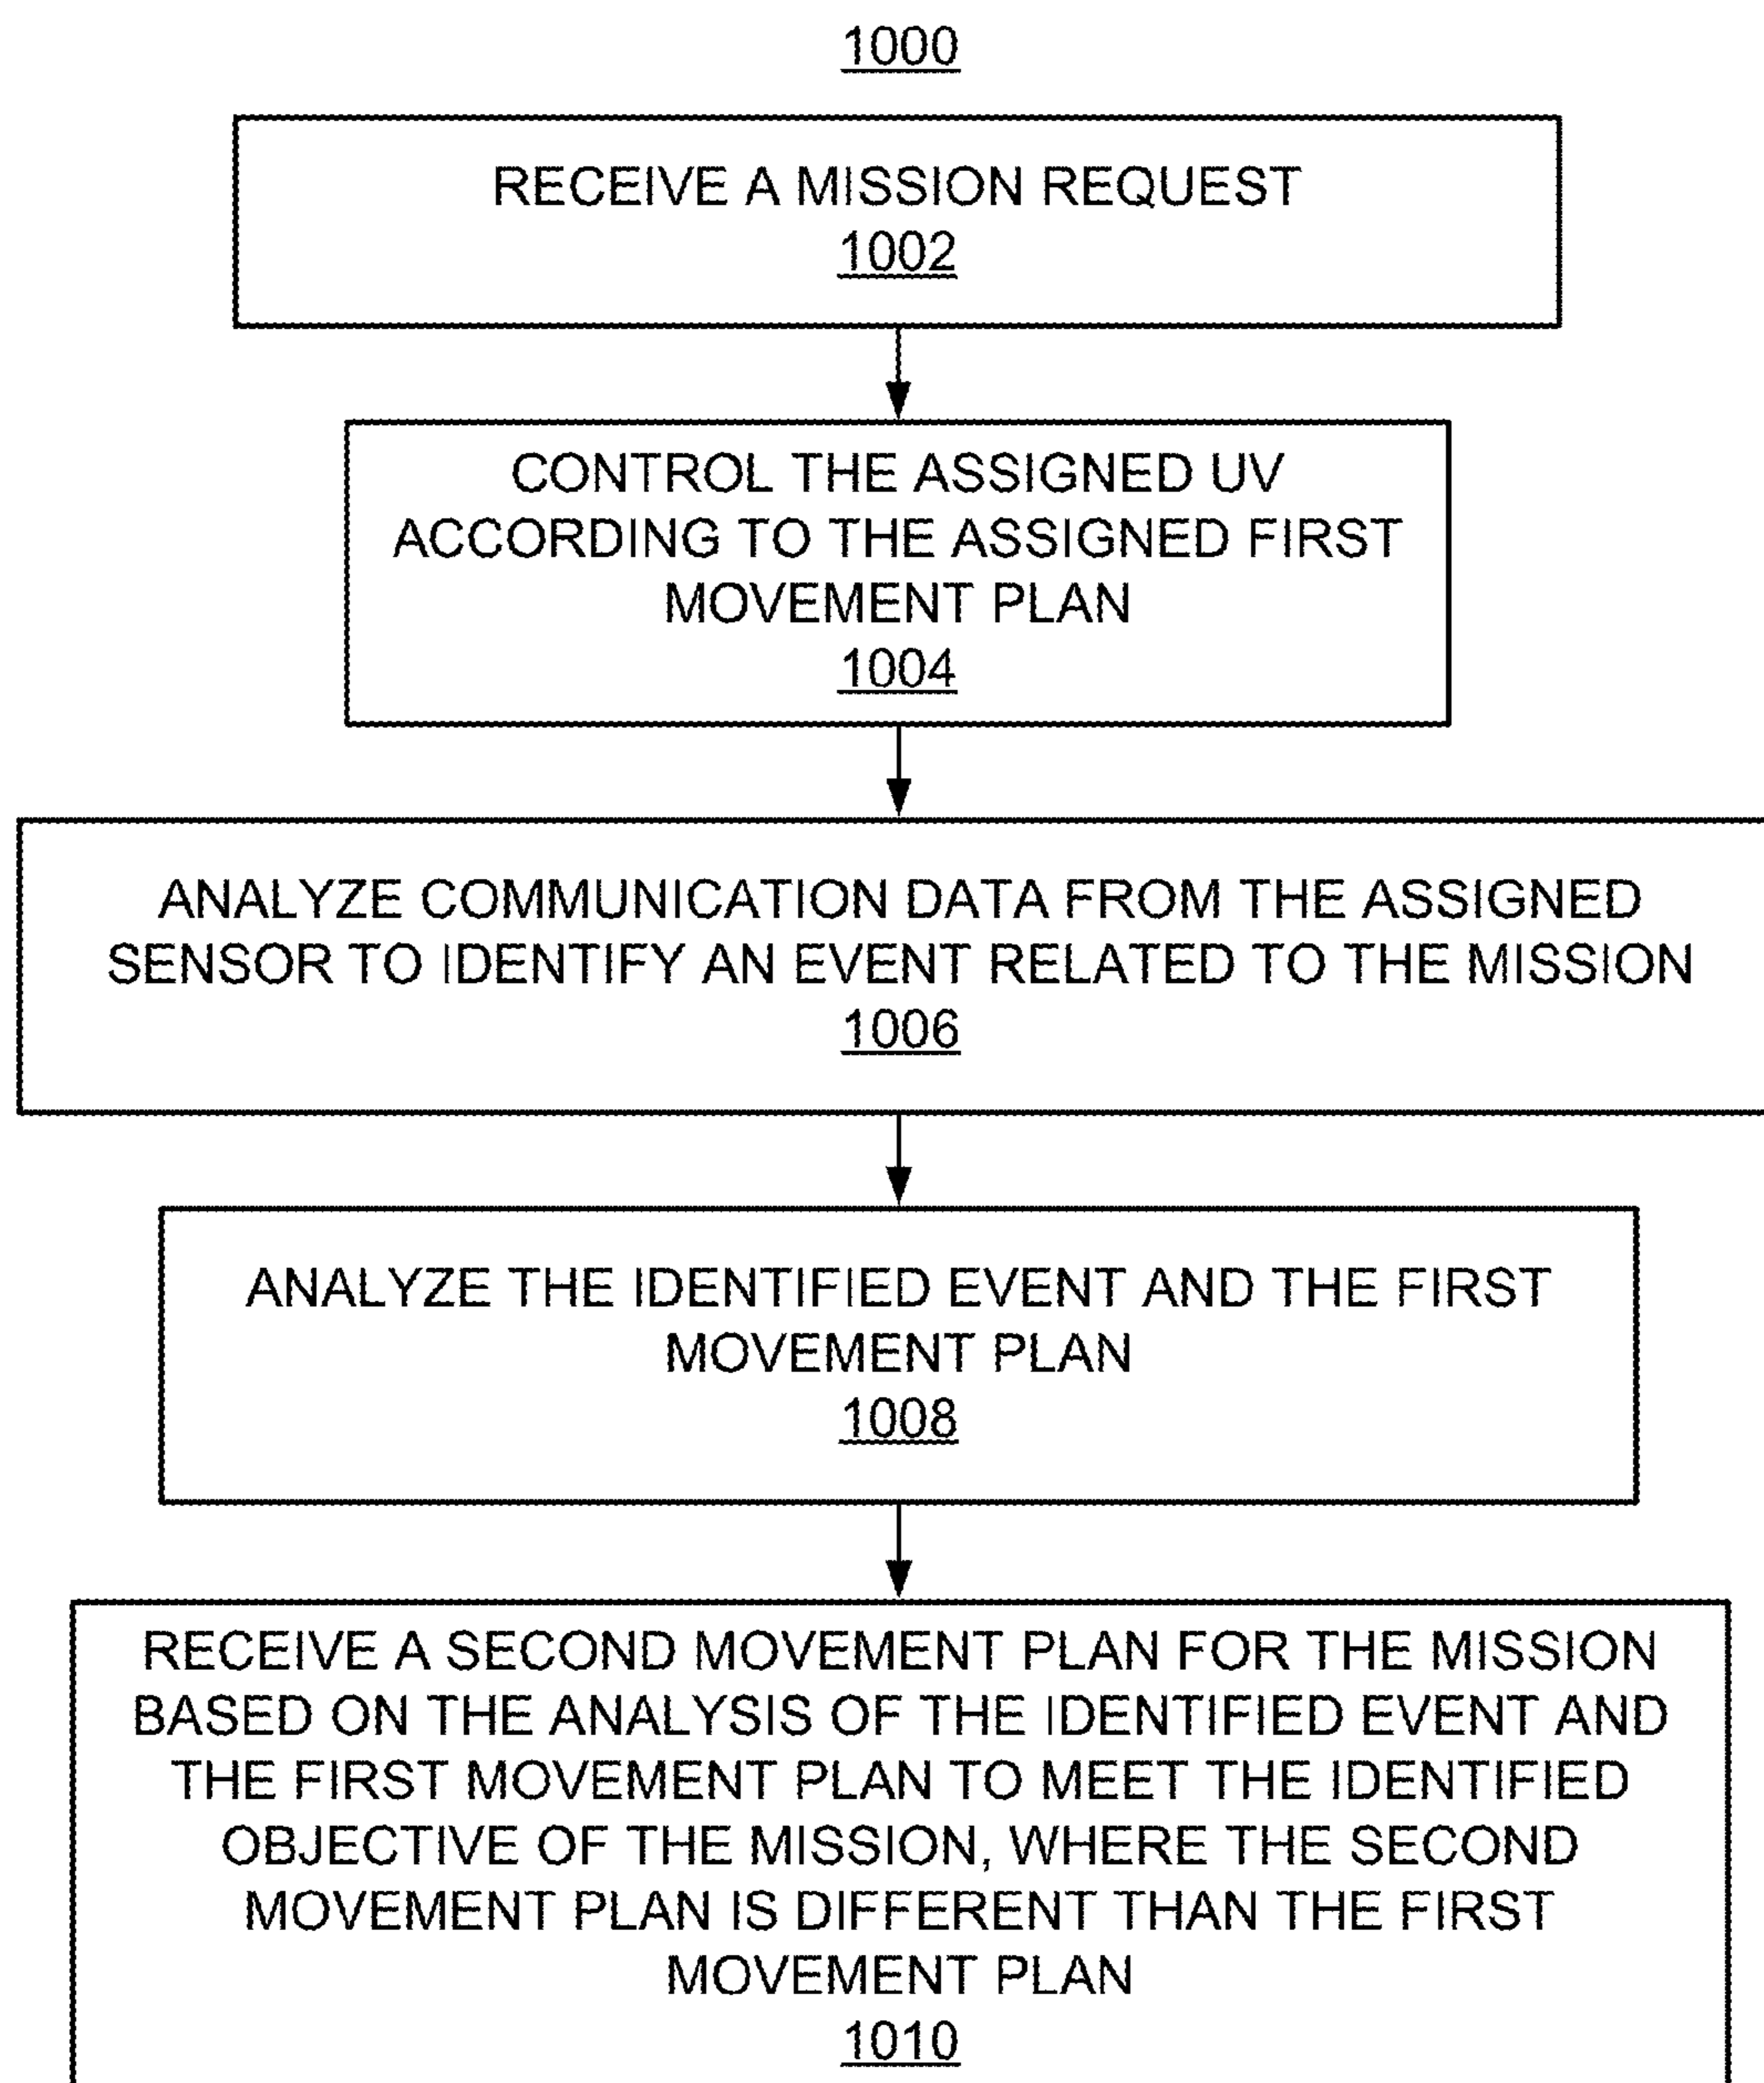 1000
RECEIVE A MISSION REQUEST
1002
CONTROL THE ASSIGNED UV
ACCORDING TO THE ASSIGNED FIRST
MOVEMENT PLAN
1004
ANALYZE COMMUNICATION DATA FROM THE ASSIGNED
SENSOR TO IDENTIFY AN EVENT RELATED TO THE MISSION
1006
ANALYZE THE IDENTIFIED EVENT AND THE FIRST
MOVEMENT PLAN
1008
RECEIVE A SECOND MOVEMENT PLAN FOR THE MISSION
BASED ON THE ANALYSIS OF THE IDENTIFIED EVENT AND
THE FIRST MOVEMENT PLAN TO MEET THE IDENTIFIED
OBJECTIVE OF THE MISSION, WHERE THE SECOND
MOVEMENT PLAN IS DIFFERENT THAN THE FIRST
MOVEMENT PLAN
1010